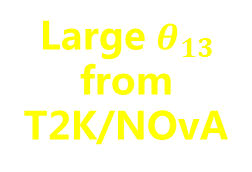 Large θ₁₃
from
T2K/NOvA